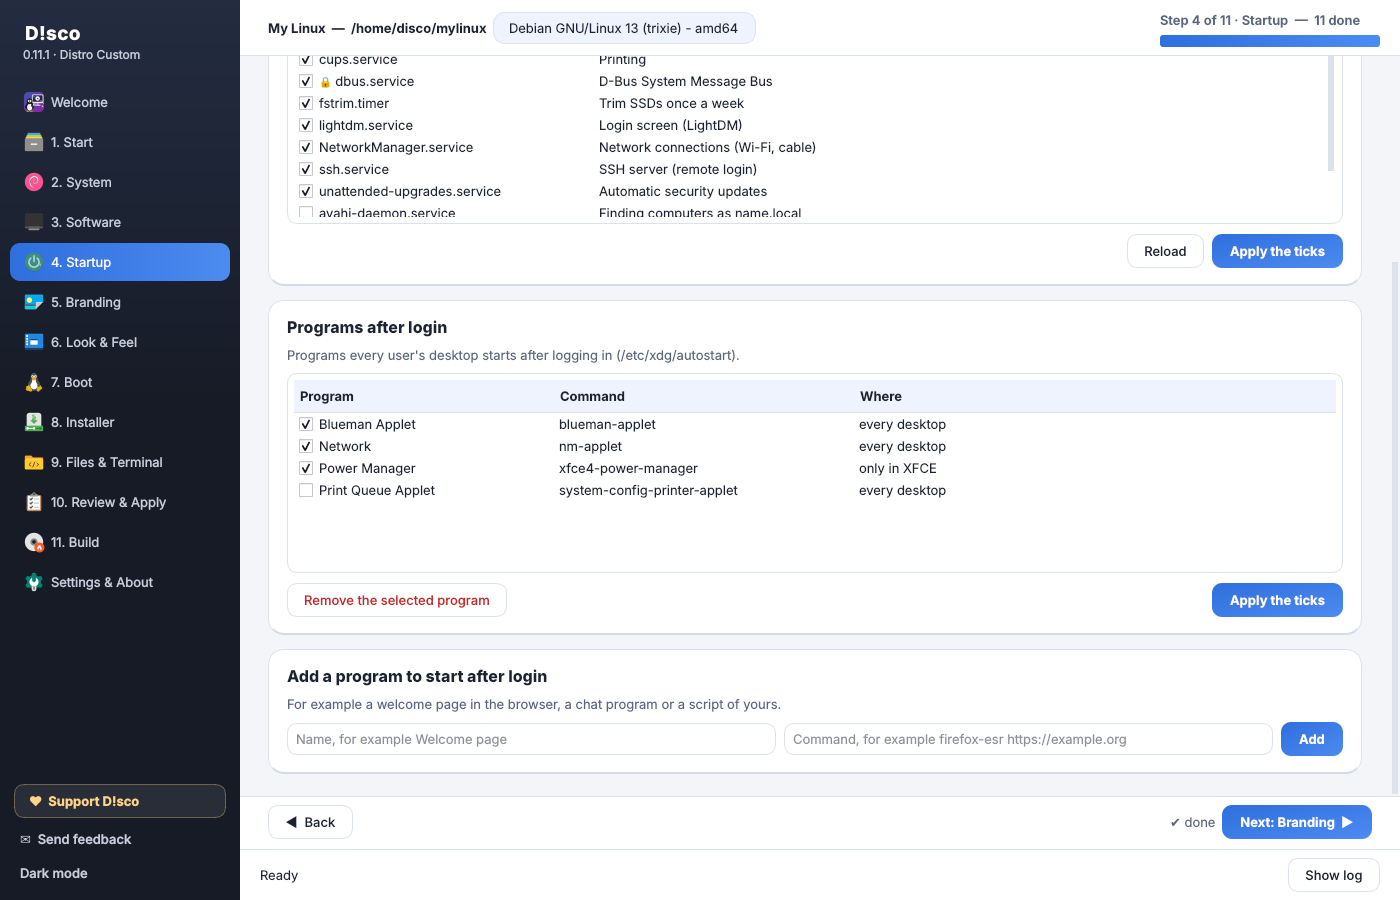 D!sco
0.11.1 · Distro Custom
Welcome
1. Start
2. System
3. Software
4. Startup
5. Branding
6. Look & Feel
7. Boot
8. Installer
9. Files & Terminal
10. Review & Apply
11. Build
Settings & About
Support D!sco
Send feedback
Dark mode
My Linux — /home/disco/mylinux
Debian GNU/Linux 13 (trixie) - amd64
Step 4 of 11 · Startup — 11 done
cups.service Printing
dbus.service D-Bus System Message Bus
fstrim.timer Trim SSDs once a week
lightdm.service Login screen (LightDM)
NetworkManager.service Network connections (Wi-Fi, cable)
ssh.service SSH server (remote login)
unattended-upgrades.service Automatic security updates
avahi-daemon.service Finding computers as name.local
Reload Apply the ticks
Programs after login
Programs every user's desktop starts after logging in (/etc/xdg/autostart).
Program Command Where
Blueman Applet blueman-applet every desktop
Network nm-applet every desktop
Power Manager xfce4-power-manager only in XFCE
Print Queue Applet system-config-printer-applet every desktop
Remove the selected program Apply the ticks
Add a program to start after login
For example a welcome page in the browser, a chat program or a script of yours.
Name, for example Welcome page Command, for example firefox-esr https://example.org Add
◀ Back ✔ done Next: Branding ▶
Ready Show log